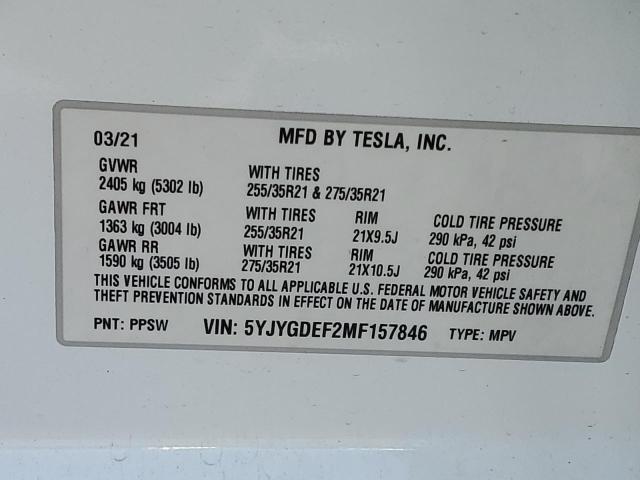 03/21 MFD BY TESLA, INC.
GVWR WITH TIRES
2405 kg (5302 lb) 255/35R21 & 275/35R21
GAWR FRT WITH TIRES RIM COLD TIRE PRESSURE
1363 kg (3004 lb) 255/35R21 21X9.5J 290 kPa, 42 psi
GAWR RR WITH TIRES RIM COLD TIRE PRESSURE
1590 kg (3505 lb) 275/35R21 21X10.5J 290 kPa, 42 psi
THIS VEHICLE CONFORMS TO ALL APPLICABLE U.S. FEDERAL MOTOR VEHICLE SAFETY AND
THEFT PREVENTION STANDARDS IN EFFECT ON THE DATE OF MANUFACTURE SHOWN ABOVE.
PNT: PPSW VIN: 5YJYGDEF2MF157846 TYPE: MPV